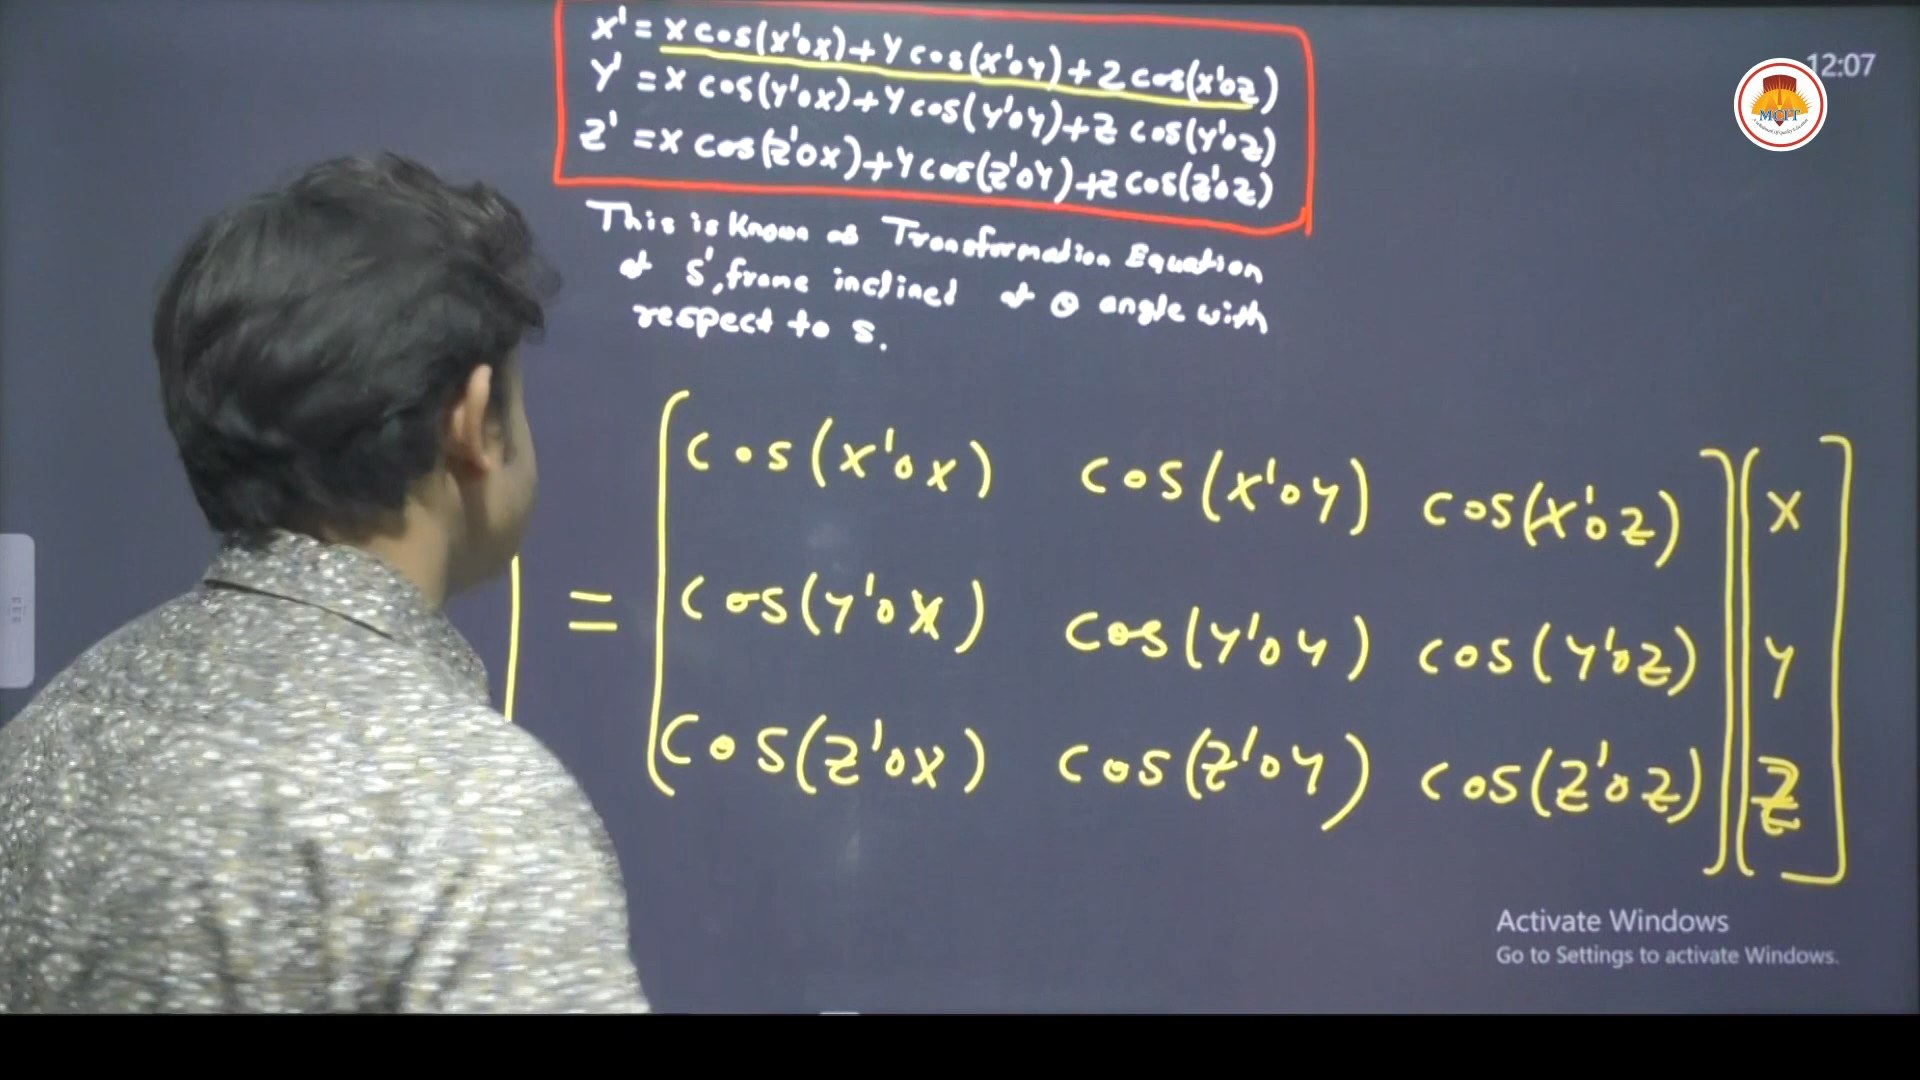 x' = x cos(x'ox) + y cos(x'oy) + z cos(x'oz)
y' = x cos(y'ox) + y cos(y'oy) + z cos(y'oz)
z' = x cos(z'ox) + y cos(z'oy) + z cos(z'oz)
12:07
MCIT
This is Known as Transformation Equation
of s', frame inclined at θ angle with
respect to s.
cos(x'ox) cos(x'oy) cos(x'oz) x
= cos(y'ox) cos(y'oy) cos(y'oz) y
cos(z'ox) cos(z'oy) cos(z'oz) z
Activate Windows
Go to Settings to activate Windows.